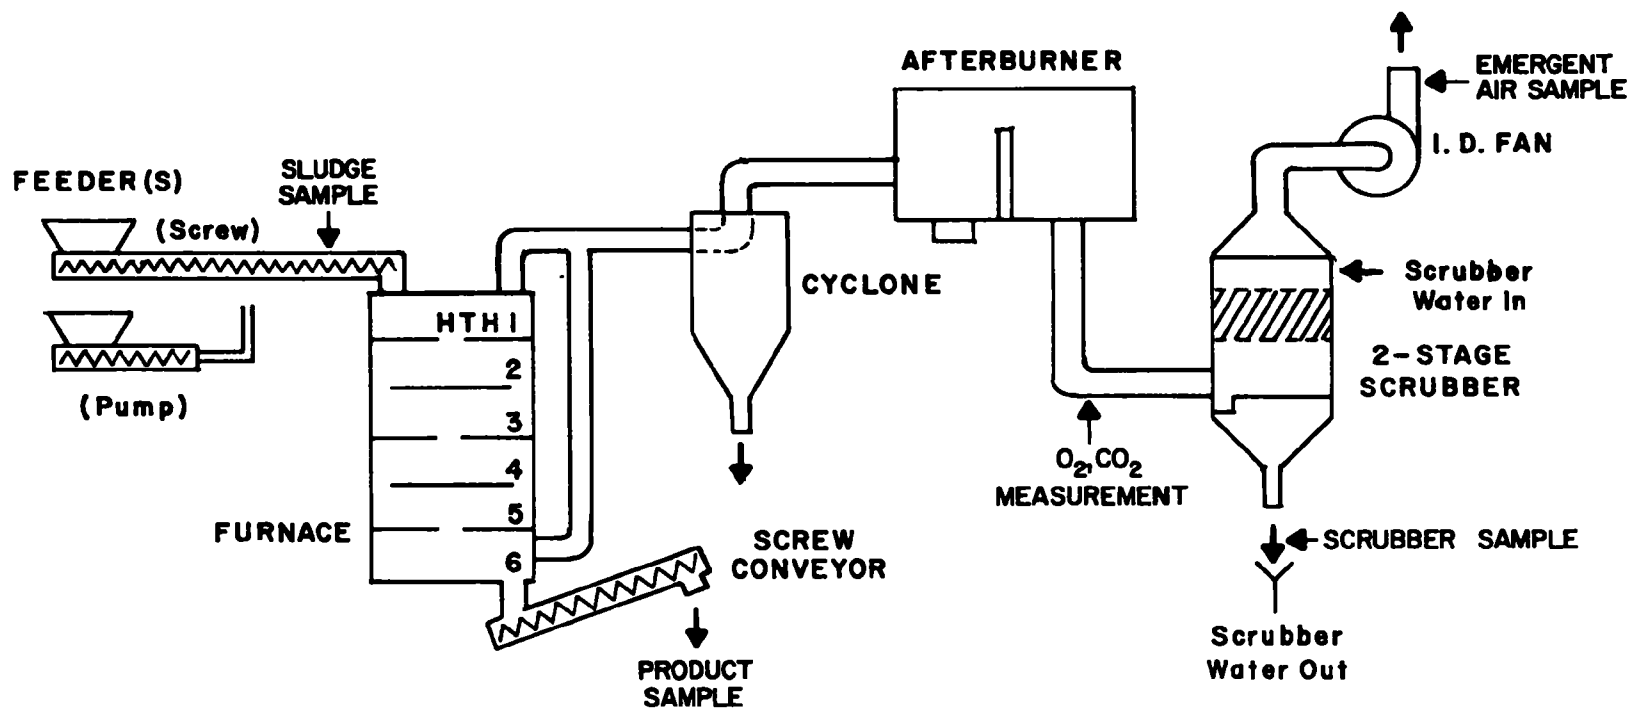 AFTERBURNER
EMERGENT
AIR SAMPLE
I. D. FAN
FEEDER(S)
SLUDGE
SAMPLE
(Screw)
(Pump)
HTH I
2
3
4
5
6
FURNACE
CYCLONE
SCREW
CONVEYOR
PRODUCT
SAMPLE
O2, CO2
MEASUREMENT
Scrubber
Water In
2-STAGE
SCRUBBER
SCRUBBER SAMPLE
Scrubber
Water Out